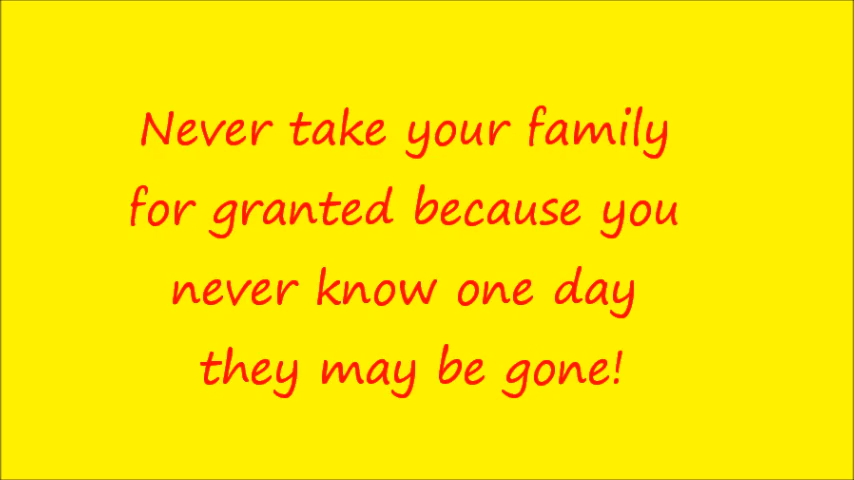 Never take your family
for granted because you
never know one day
they may be gone!